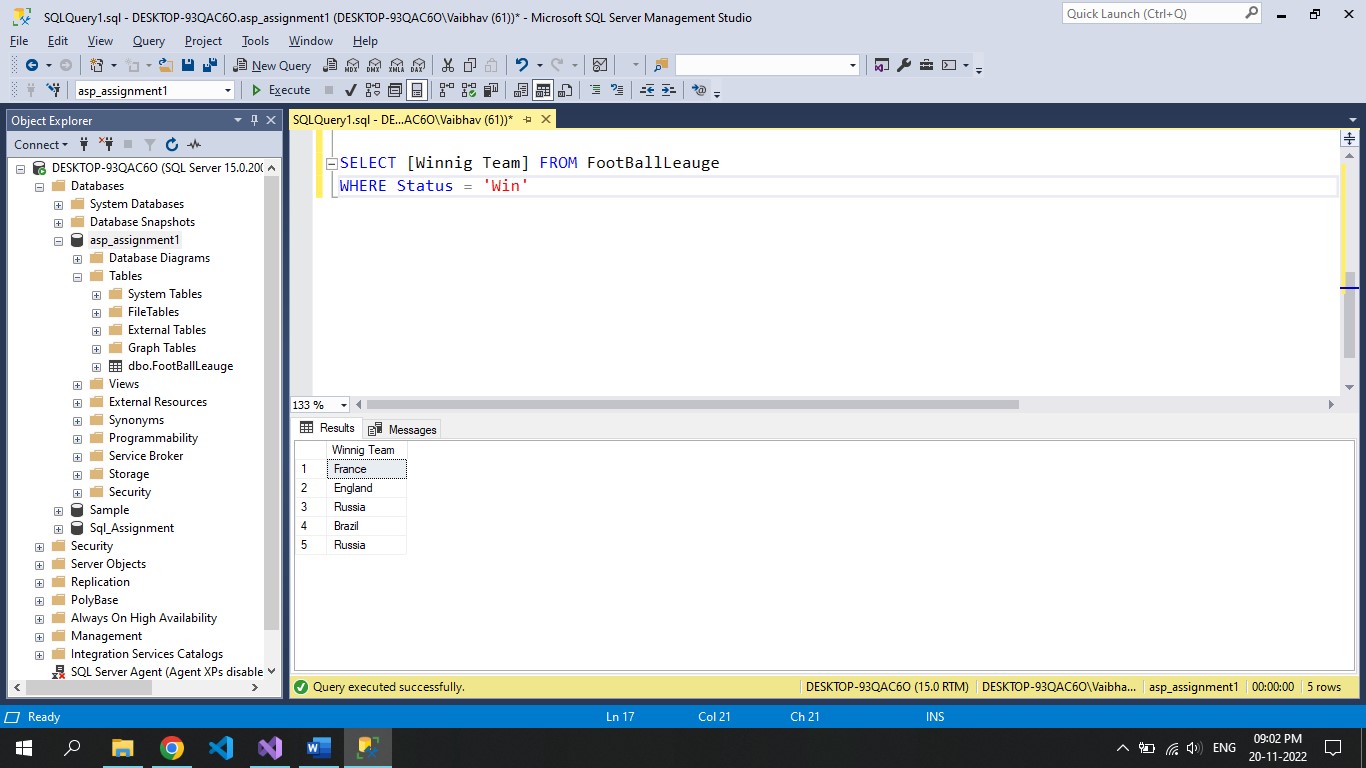 SQLQuery1.sql - DESKTOP-93QAC6O.asp_assignment1 (DESKTOP-93QAC6O\Vaibhav (61))* - Microsoft SQL Server Management Studio
Quick Launch (Ctrl+Q)
File Edit View Query Project Tools Window Help
New Query MDX DMX XMLA DAX
asp_assignment1 Execute
Object Explorer
SQLQuery1.sql - DE...AC6O\Vaibhav (61))*
Connect
DESKTOP-93QAC6O (SQL Server 15.0.200
Databases
System Databases
Database Snapshots
asp_assignment1
Database Diagrams
Tables
System Tables
FileTables
External Tables
Graph Tables
dbo.FootBallLeauge
Views
External Resources
Synonyms
Programmability
Service Broker
Storage
Security
Sample
Sql_Assignment
Security
Server Objects
Replication
PolyBase
Always On High Availability
Management
Integration Services Catalogs
SQL Server Agent (Agent XPs disable
SELECT [Winnig Team] FROM FootBallLeauge
WHERE Status = 'Win'
133 %
Results Messages
Winnig Team
1 France
2 England
3 Russia
4 Brazil
5 Russia
Query executed successfully. DESKTOP-93QAC6O (15.0 RTM) DESKTOP-93QAC6O\Vaibha... asp_assignment1 00:00:00 5 rows
Ready Ln 17 Col 21 Ch 21 INS
ENG
09:02 PM
20-11-2022